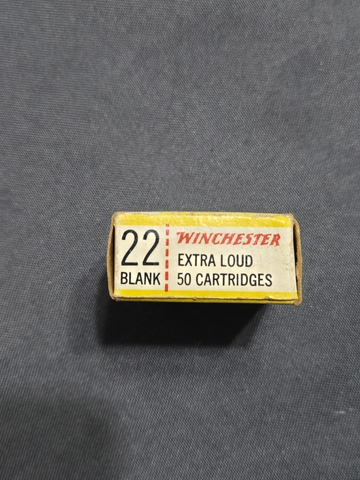 22 BLANK
WINCHESTER
EXTRA LOUD
50 CARTRIDGES